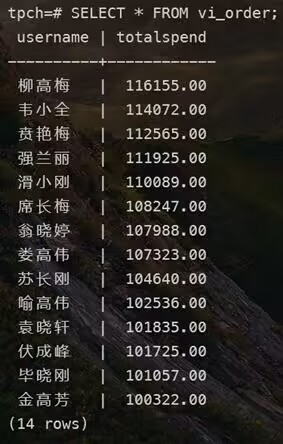 tpch=# SELECT * FROM vi_order;
username | totalspend
----------+------------
柳高梅 | 116155.00
韦小全 | 114072.00
贲艳梅 | 112565.00
强兰丽 | 111925.00
滑小刚 | 110089.00
席长梅 | 108247.00
翁晓婷 | 107988.00
娄高伟 | 107323.00
苏长刚 | 104640.00
喻高伟 | 102536.00
袁晓轩 | 101835.00
伏成峰 | 101725.00
毕晓刚 | 101057.00
金高芳 | 100322.00
(14 rows)